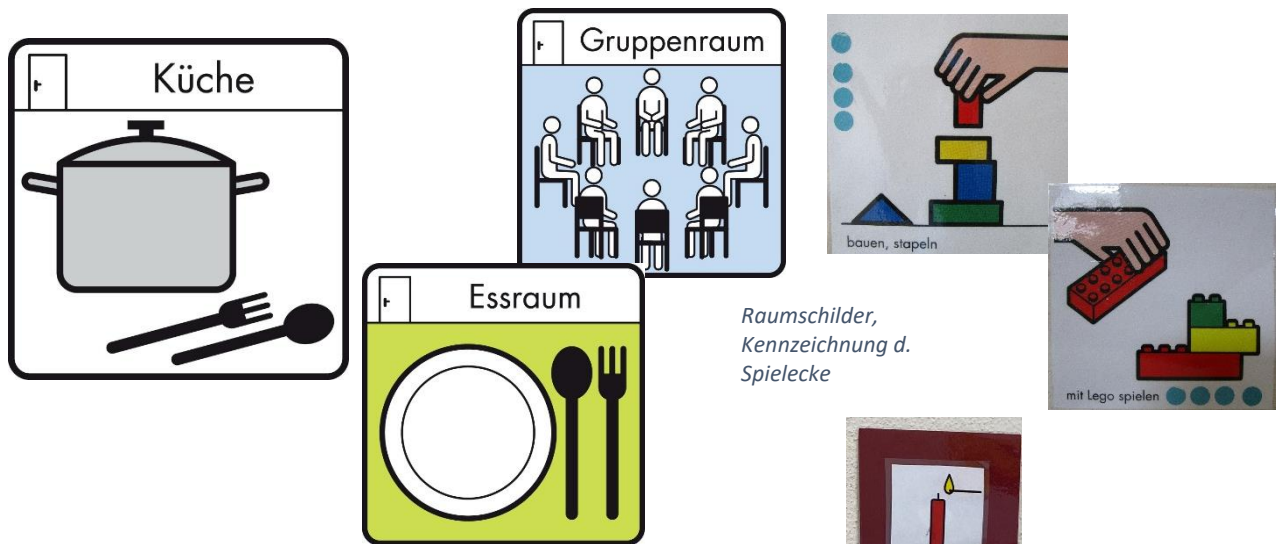 Küche
Gruppenraum
Essraum
bauen, stapeln
Raumschilder,
Kennzeichnung d.
Spielecke
mit Lego spielen